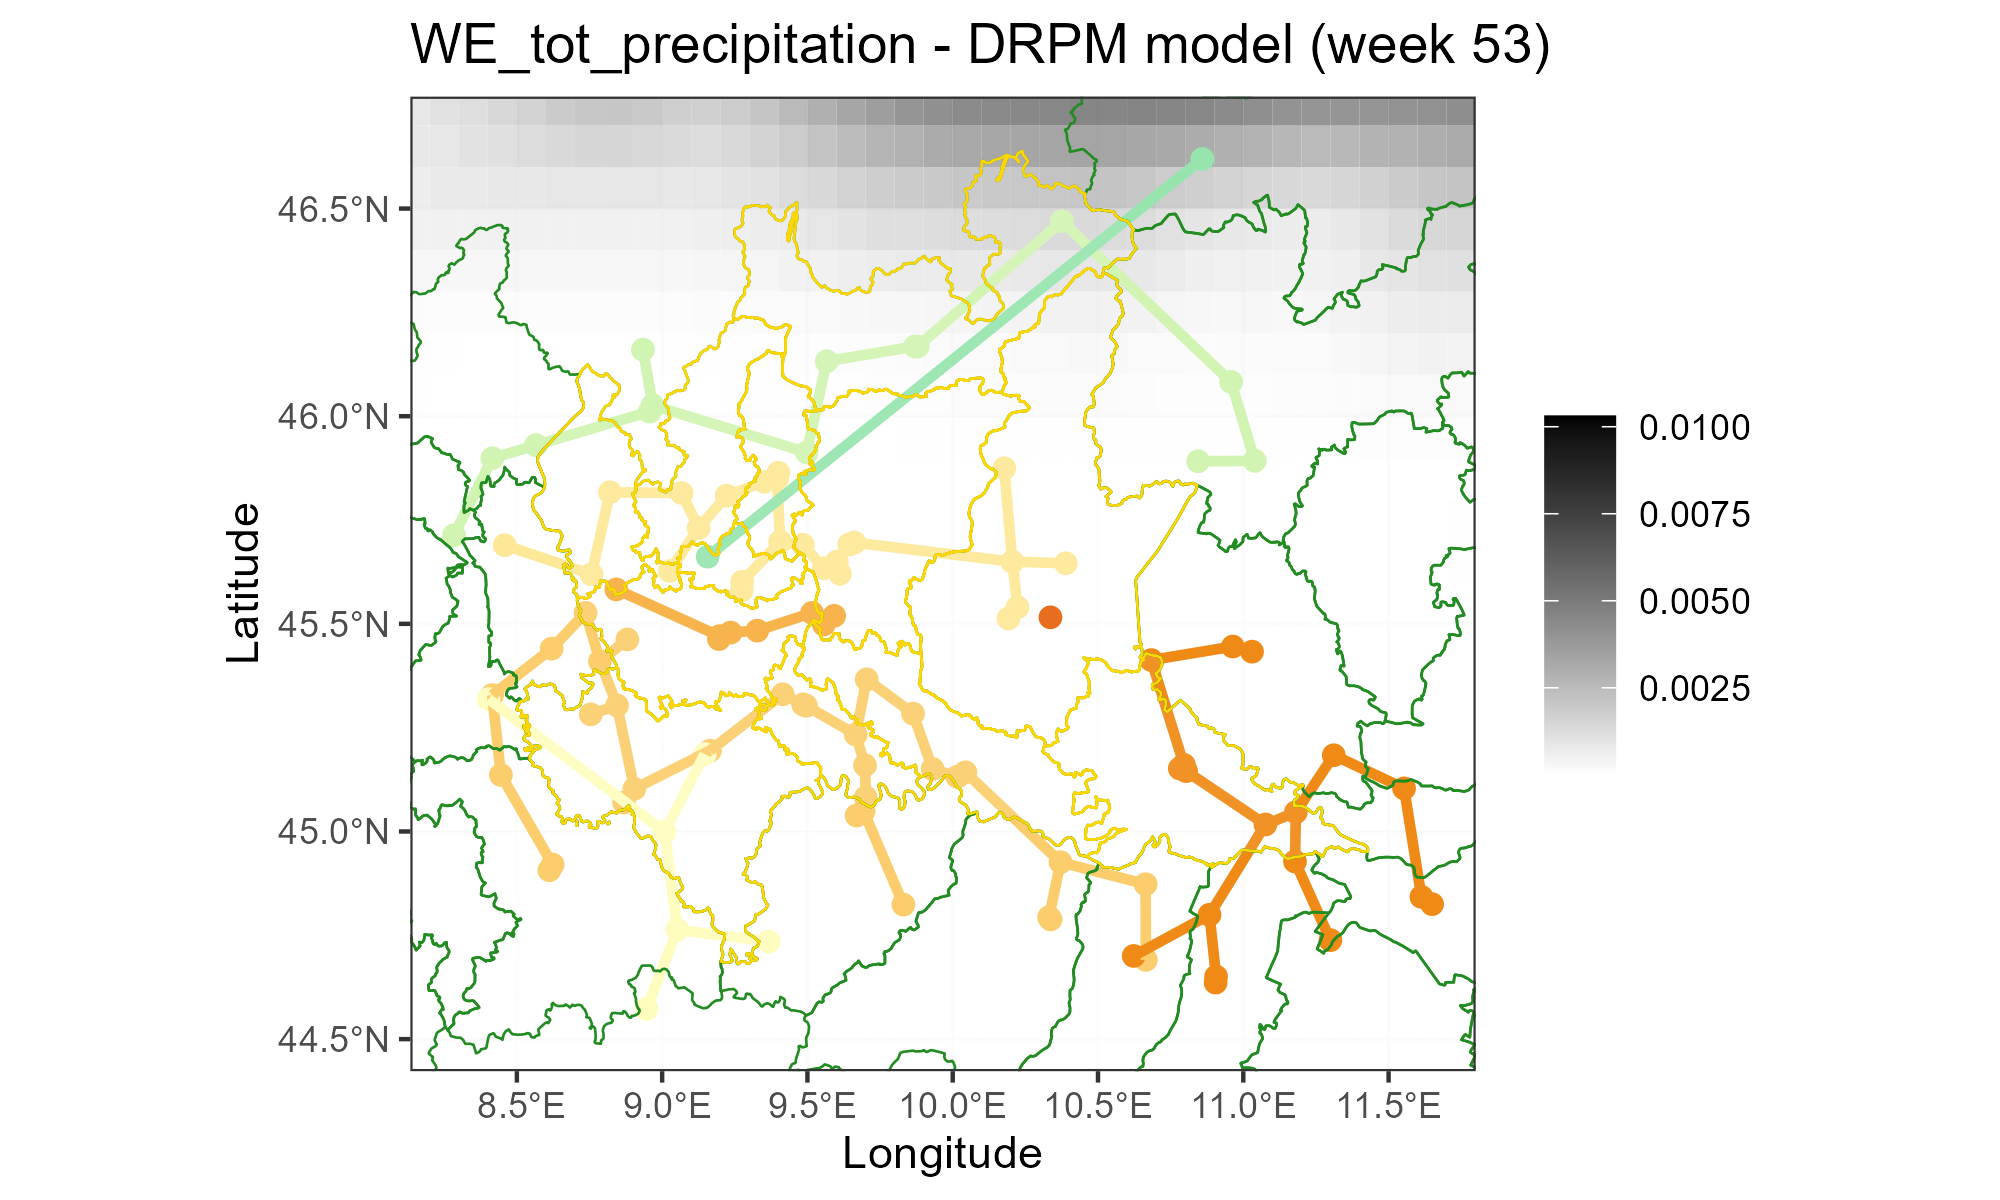 WE_tot_precipitation - DRPM model (week 53)
46.5°N
46.0°N
45.5°N
45.0°N
44.5°N
Latitude
8.5°E 9.0°E 9.5°E 10.0°E 10.5°E 11.0°E 11.5°E
Longitude
0.0100
0.0075
0.0050
0.0025